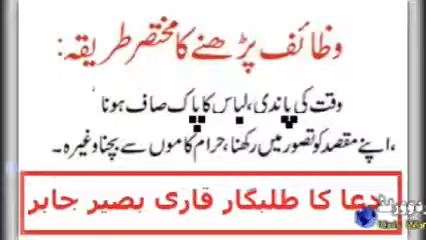 وظائف پڑھنے کا مختصر طریقہ:
وقت کی پاندی، لباس کا پاک صاف ہونا
،اپنے مقصد کو تصور میں رکھنا، حرام کاموں سے بچنا وغیرہ۔
دعا کا طلبگار قاری بصیر جابر